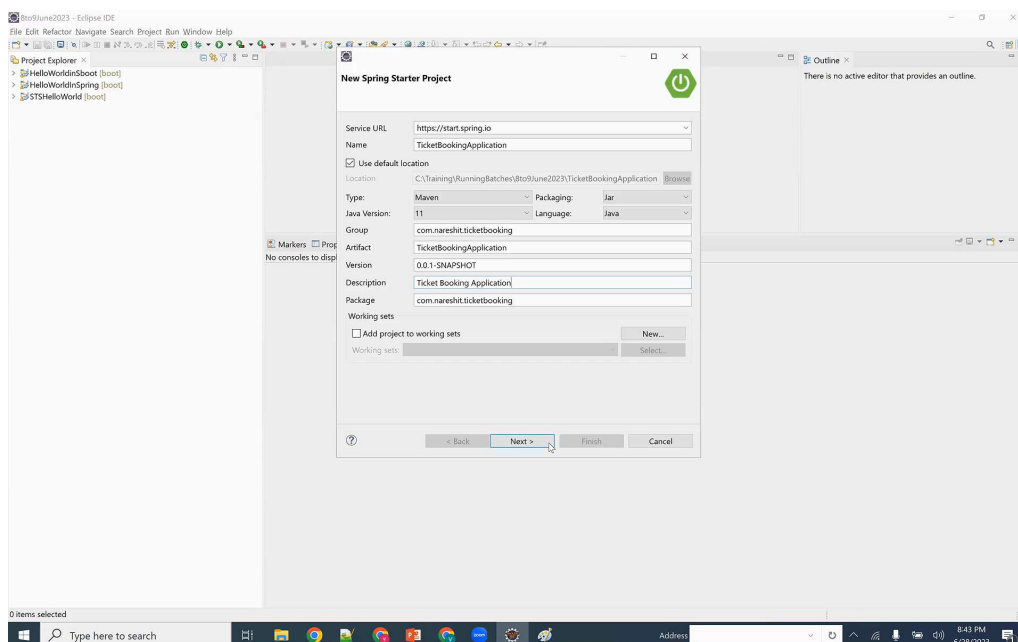 8to9June2023 - Eclipse IDE
File Edit Refactor Navigate Search Project Run Window Help
Project Explorer
HelloWorldinSboot [boot]
HelloWorldinSpring [boot]
STSHelloWorld [boot]
Outline
There is no active editor that provides an outline.
New Spring Starter Project
Service URL https://start.spring.io
Name TicketBookingApplication
Use default location
Location C:\Training\RunningBatches\8to9June2023\TicketBookingApplication Browse
Type: Maven Packaging: Jar
Java Version: 11 Language: Java
Group com.nareshit.ticketbooking
Artifact TicketBookingApplication
Version 0.0.1-SNAPSHOT
Description Ticket Booking Application
Package com.nareshit.ticketbooking
Working sets
Add project to working sets New...
Working sets: Select...
Markers Prop
No consoles to disp
< Back Next > Finish Cancel
0 items selected
Type here to search
Address
8:43 PM